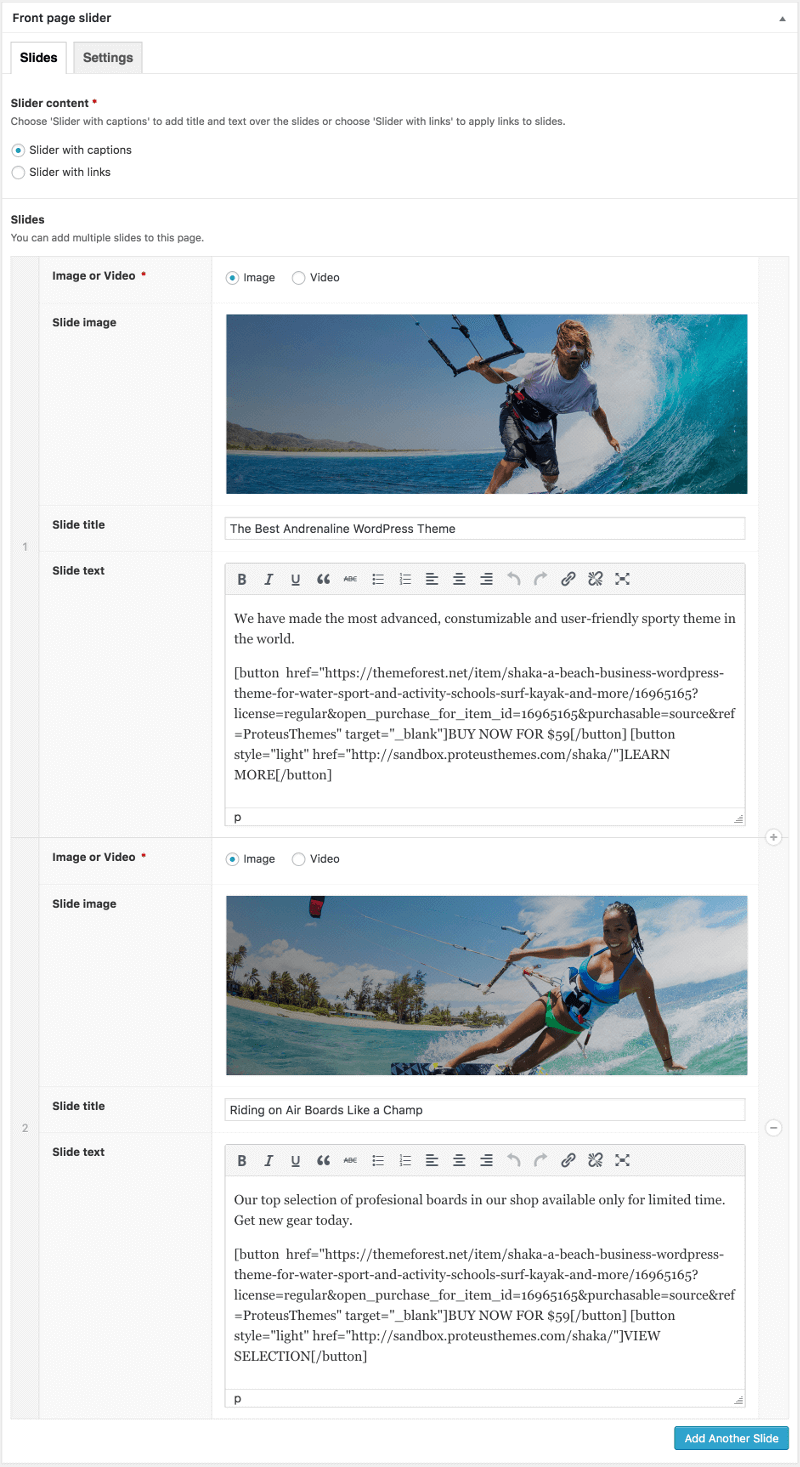 Front page slider
Slides
Settings
Slider content *
Choose 'Slider with captions' to add title and text over the slides or choose 'Slider with links' to apply links to slides.
Slider with captions
Slider with links
Slides
You can add multiple slides to this page.
1
Image or Video *
Image
Video
Slide image
Slide title
The Best Andrenaline WordPress Theme
Slide text
B I U ABC
We have made the most advanced, constumizable and user-friendly sporty theme in
the world.
[button  href="https://themeforest.net/item/shaka-a-beach-business-wordpress-
theme-for-water-sport-and-activity-schools-surf-kayak-and-more/16965165?
license=regular&open_purchase_for_item_id=16965165&purchasable=source&ref
=ProteusThemes" target="_blank"]BUY NOW FOR $59[/button] [button
style="light" href="http://sandbox.proteusthemes.com/shaka/"]LEARN
MORE[/button]
p
2
Image or Video *
Image
Video
Slide image
Slide title
Riding on Air Boards Like a Champ
Slide text
B I U ABC
Our top selection of profesional boards in our shop available only for limited time.
Get new gear today.
[button  href="https://themeforest.net/item/shaka-a-beach-business-wordpress-
theme-for-water-sport-and-activity-schools-surf-kayak-and-more/16965165?
license=regular&open_purchase_for_item_id=16965165&purchasable=source&ref
=ProteusThemes" target="_blank"]BUY NOW FOR $59[/button] [button
style="light" href="http://sandbox.proteusthemes.com/shaka/"]VIEW
SELECTION[/button]
p
Add Another Slide